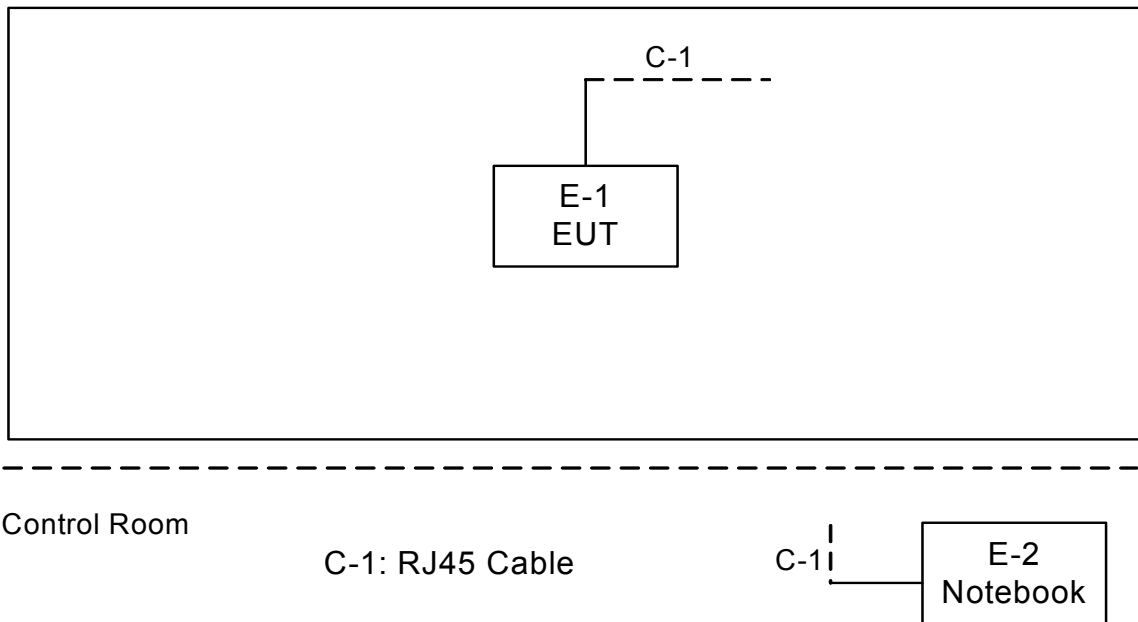 C-1
E-1
EUT
Control Room
C-1: RJ45 Cable
C-1
E-2
Notebook